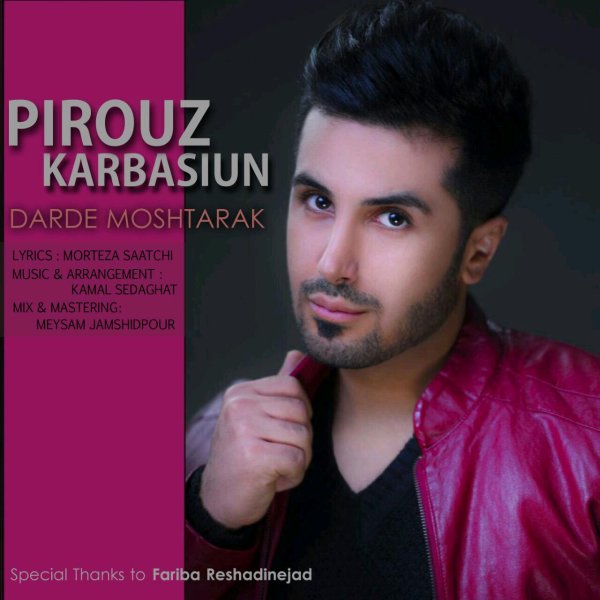 PIROUZ
KARBASIUN
DARDE MOSHTARAK
LYRICS : MORTEZA SAATCHI
MUSIC & ARRANGEMENT :
KAMAL SEDAGHAT
MIX & MASTERING:
MEYSAM JAMSHIDPOUR
Special Thanks to Fariba Reshadinejad